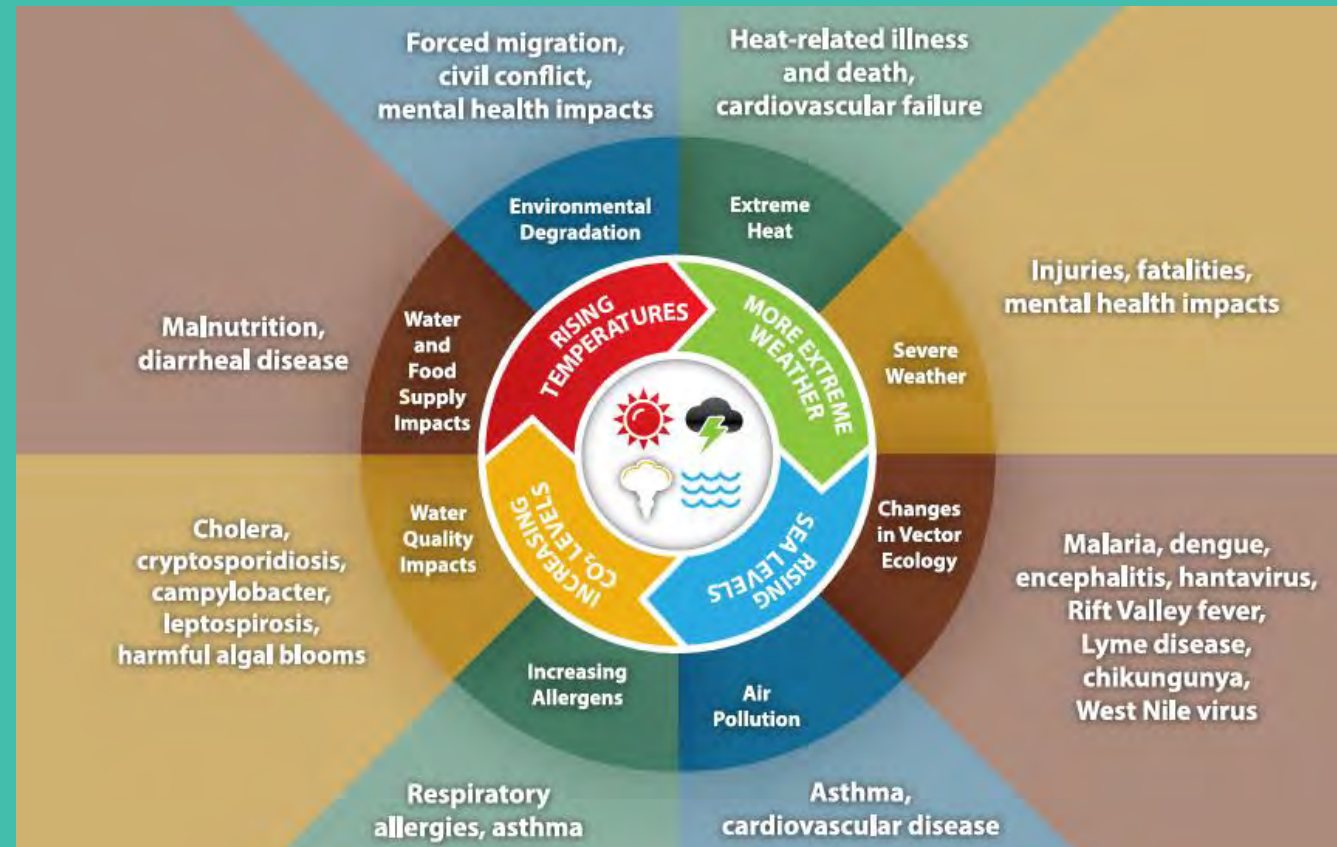 Forced migration,
civil conflict,
mental health impacts
Heat-related illness
and death,
cardiovascular failure
Environmental
Degradation
Extreme
Heat
Injuries, fatalities,
mental health impacts
Severe
Weather
Malnutrition,
diarrheal disease
Water
and
Food
Supply
Impacts
RISING
TEMPERATURES
MORE EXTREME
WEATHER
RISING
SEA LEVELS
INCREASING
CO₂ LEVELS
Changes
in Vector
Ecology
Malaria, dengue,
encephalitis, hantavirus,
Rift Valley fever,
Lyme disease,
chikungunya,
West Nile virus
Water
Quality
Impacts
Cholera,
cryptosporidiosis,
campylobacter,
leptospirosis,
harmful algal blooms
Increasing
Allergens
Air
Pollution
Respiratory
allergies, asthma
Asthma,
cardiovascular disease